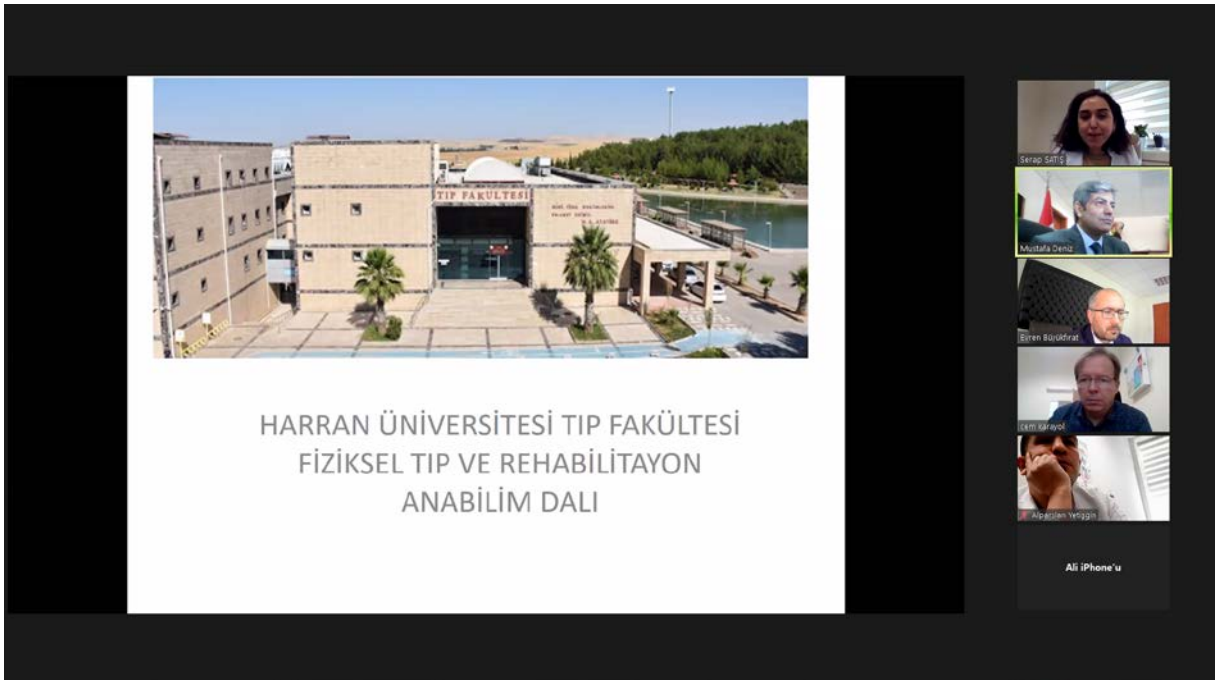 TIP FAKÜLTESİ
HARRAN ÜNİVERSİTESİ TIP FAKÜLTESİ
FİZİKSEL TIP VE REHABİLİTAYON
ANABİLİM DALI
Serap SATIŞ
Mustafa Deniz
Evren Büyükfırat
cem karayol
Alparslan Yetişgin
Ali iPhone'u